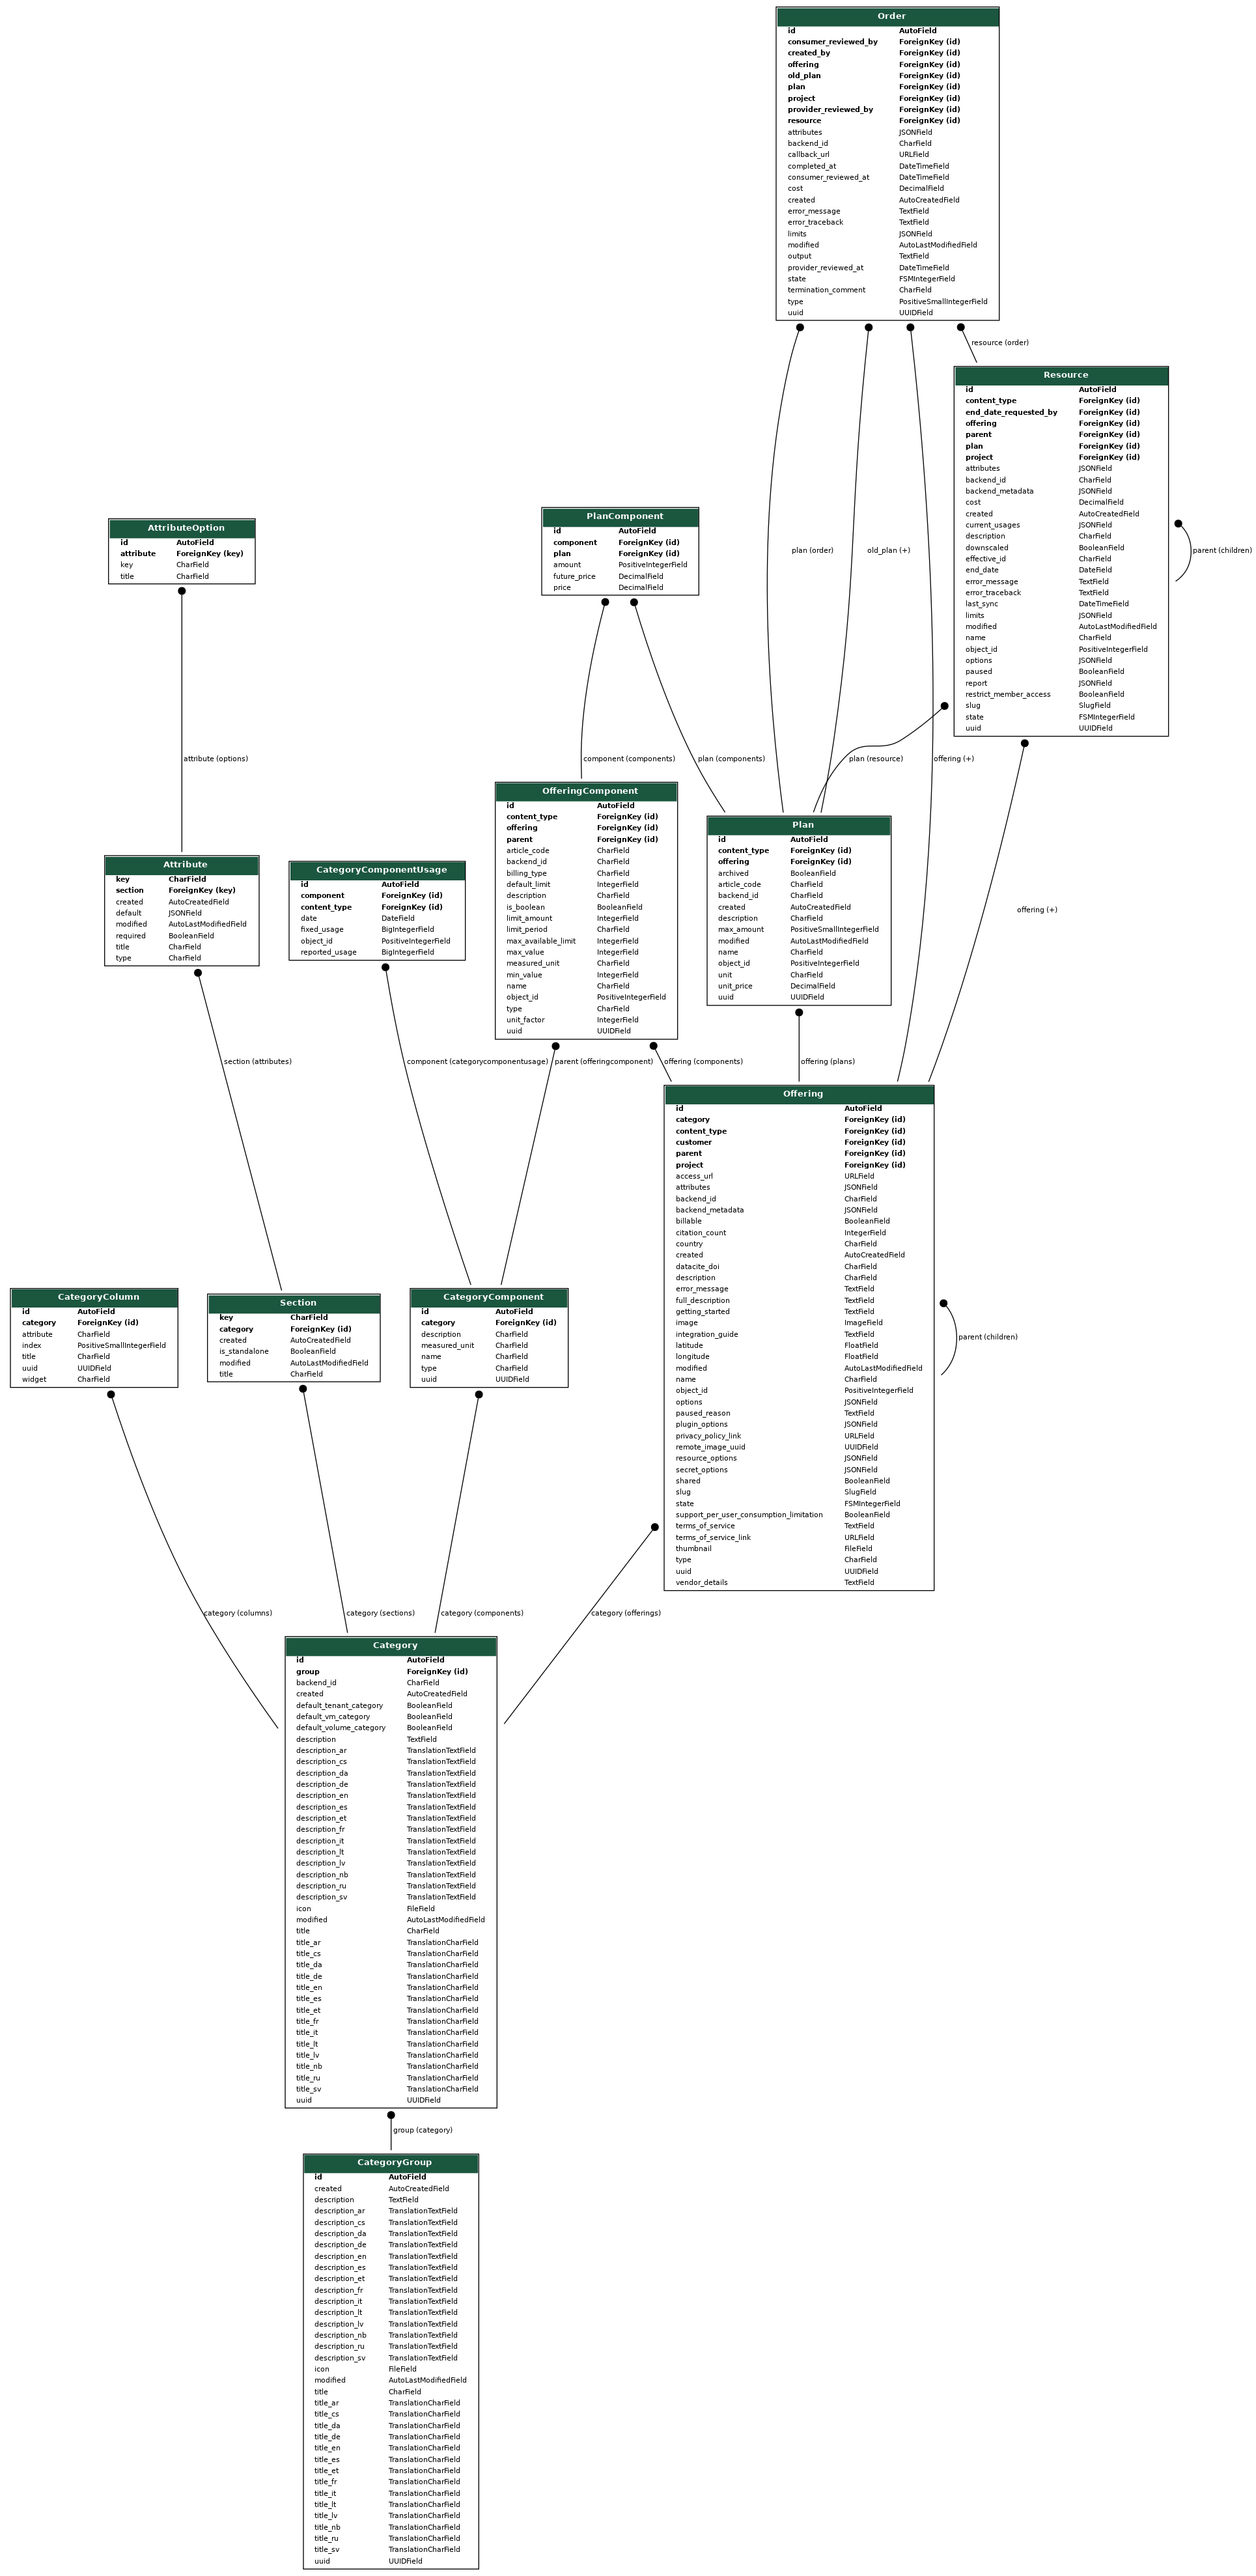 Order
id AutoField
consumer_reviewed_by ForeignKey (id)
created_by ForeignKey (id)
offering ForeignKey (id)
old_plan ForeignKey (id)
plan ForeignKey (id)
project ForeignKey (id)
provider_reviewed_by ForeignKey (id)
resource ForeignKey (id)
attributes JSONField
backend_id CharField
callback_url URLField
completed_at DateTimeField
consumer_reviewed_at DateTimeField
cost DecimalField
created AutoCreatedField
error_message TextField
error_traceback TextField
limits JSONField
modified AutoLastModifiedField
output TextField
provider_reviewed_at DateTimeField
state FSMIntegerField
termination_comment CharField
type PositiveSmallIntegerField
uuid UUIDField
resource (order)
Resource
id AutoField
content_type ForeignKey (id)
end_date_requested_by ForeignKey (id)
offering ForeignKey (id)
parent ForeignKey (id)
plan ForeignKey (id)
project ForeignKey (id)
attributes JSONField
backend_id CharField
backend_metadata JSONField
cost DecimalField
created AutoCreatedField
current_usages JSONField
description CharField
downscaled BooleanField
effective_id CharField
end_date DateField
error_message TextField
error_traceback TextField
last_sync DateTimeField
limits JSONField
modified AutoLastModifiedField
name CharField
object_id PositiveIntegerField
options JSONField
paused BooleanField
report JSONField
restrict_member_access BooleanField
slug SlugField
state FSMIntegerField
uuid UUIDField
parent (children)
plan (order)
old_plan (+)
AttributeOption
id AutoField
attribute ForeignKey (key)
key CharField
title CharField
PlanComponent
id AutoField
component ForeignKey (id)
plan ForeignKey (id)
amount PositiveIntegerField
future_price DecimalField
price DecimalField
attribute (options)
component (components)
plan (components)
plan (resource)
offering (+)
offering (+)
Attribute
key CharField
section ForeignKey (key)
created AutoCreatedField
default JSONField
modified AutoLastModifiedField
required BooleanField
title CharField
type CharField
CategoryComponentUsage
id AutoField
component ForeignKey (id)
content_type ForeignKey (id)
date DateField
fixed_usage BigIntegerField
object_id PositiveIntegerField
reported_usage BigIntegerField
OfferingComponent
id AutoField
content_type ForeignKey (id)
offering ForeignKey (id)
parent ForeignKey (id)
article_code CharField
backend_id CharField
billing_type CharField
default_limit IntegerField
description CharField
is_boolean BooleanField
limit_amount IntegerField
limit_period CharField
max_available_limit IntegerField
max_value IntegerField
measured_unit CharField
min_value IntegerField
name CharField
object_id PositiveIntegerField
type CharField
unit_factor IntegerField
uuid UUIDField
Plan
id AutoField
content_type ForeignKey (id)
offering ForeignKey (id)
archived BooleanField
article_code CharField
backend_id CharField
created AutoCreatedField
description CharField
max_amount PositiveSmallIntegerField
modified AutoLastModifiedField
name CharField
object_id PositiveIntegerField
unit CharField
unit_price DecimalField
uuid UUIDField
section (attributes)
component (categorycomponentusage)
parent (offeringcomponent)
offering (components)
offering (plans)
Offering
id AutoField
category ForeignKey (id)
content_type ForeignKey (id)
customer ForeignKey (id)
parent ForeignKey (id)
project ForeignKey (id)
access_url URLField
attributes JSONField
backend_id CharField
backend_metadata JSONField
billable BooleanField
citation_count IntegerField
country CharField
created AutoCreatedField
datacite_doi CharField
description CharField
error_message TextField
full_description TextField
getting_started TextField
image ImageField
integration_guide TextField
latitude FloatField
longitude FloatField
modified AutoLastModifiedField
name CharField
object_id PositiveIntegerField
options JSONField
paused_reason TextField
plugin_options JSONField
privacy_policy_link URLField
remote_image_uuid UUIDField
resource_options JSONField
secret_options JSONField
shared BooleanField
slug SlugField
state FSMIntegerField
support_per_user_consumption_limitation BooleanField
terms_of_service TextField
terms_of_service_link URLField
thumbnail FileField
type CharField
uuid UUIDField
vendor_details TextField
parent (children)
CategoryColumn
id AutoField
category ForeignKey (id)
attribute CharField
index PositiveSmallIntegerField
title CharField
uuid UUIDField
widget CharField
Section
key CharField
category ForeignKey (id)
created AutoCreatedField
is_standalone BooleanField
modified AutoLastModifiedField
title CharField
CategoryComponent
id AutoField
category ForeignKey (id)
description CharField
measured_unit CharField
name CharField
type CharField
uuid UUIDField
category (columns)
category (sections)
category (components)
category (offerings)
Category
id AutoField
group ForeignKey (id)
backend_id CharField
created AutoCreatedField
default_tenant_category BooleanField
default_vm_category BooleanField
default_volume_category BooleanField
description TextField
description_ar TranslationTextField
description_cs TranslationTextField
description_da TranslationTextField
description_de TranslationTextField
description_en TranslationTextField
description_es TranslationTextField
description_et TranslationTextField
description_fr TranslationTextField
description_it TranslationTextField
description_lt TranslationTextField
description_lv TranslationTextField
description_nb TranslationTextField
description_ru TranslationTextField
description_sv TranslationTextField
icon FileField
modified AutoLastModifiedField
title CharField
title_ar TranslationCharField
title_cs TranslationCharField
title_da TranslationCharField
title_de TranslationCharField
title_en TranslationCharField
title_es TranslationCharField
title_et TranslationCharField
title_fr TranslationCharField
title_it TranslationCharField
title_lt TranslationCharField
title_lv TranslationCharField
title_nb TranslationCharField
title_ru TranslationCharField
title_sv TranslationCharField
uuid UUIDField
group (category)
CategoryGroup
id AutoField
created AutoCreatedField
description TextField
description_ar TranslationTextField
description_cs TranslationTextField
description_da TranslationTextField
description_de TranslationTextField
description_en TranslationTextField
description_es TranslationTextField
description_et TranslationTextField
description_fr TranslationTextField
description_it TranslationTextField
description_lt TranslationTextField
description_lv TranslationTextField
description_nb TranslationTextField
description_ru TranslationTextField
description_sv TranslationTextField
icon FileField
modified AutoLastModifiedField
title CharField
title_ar TranslationCharField
title_cs TranslationCharField
title_da TranslationCharField
title_de TranslationCharField
title_en TranslationCharField
title_es TranslationCharField
title_et TranslationCharField
title_fr TranslationCharField
title_it TranslationCharField
title_lt TranslationCharField
title_lv TranslationCharField
title_nb TranslationCharField
title_ru TranslationCharField
title_sv TranslationCharField
uuid UUIDField